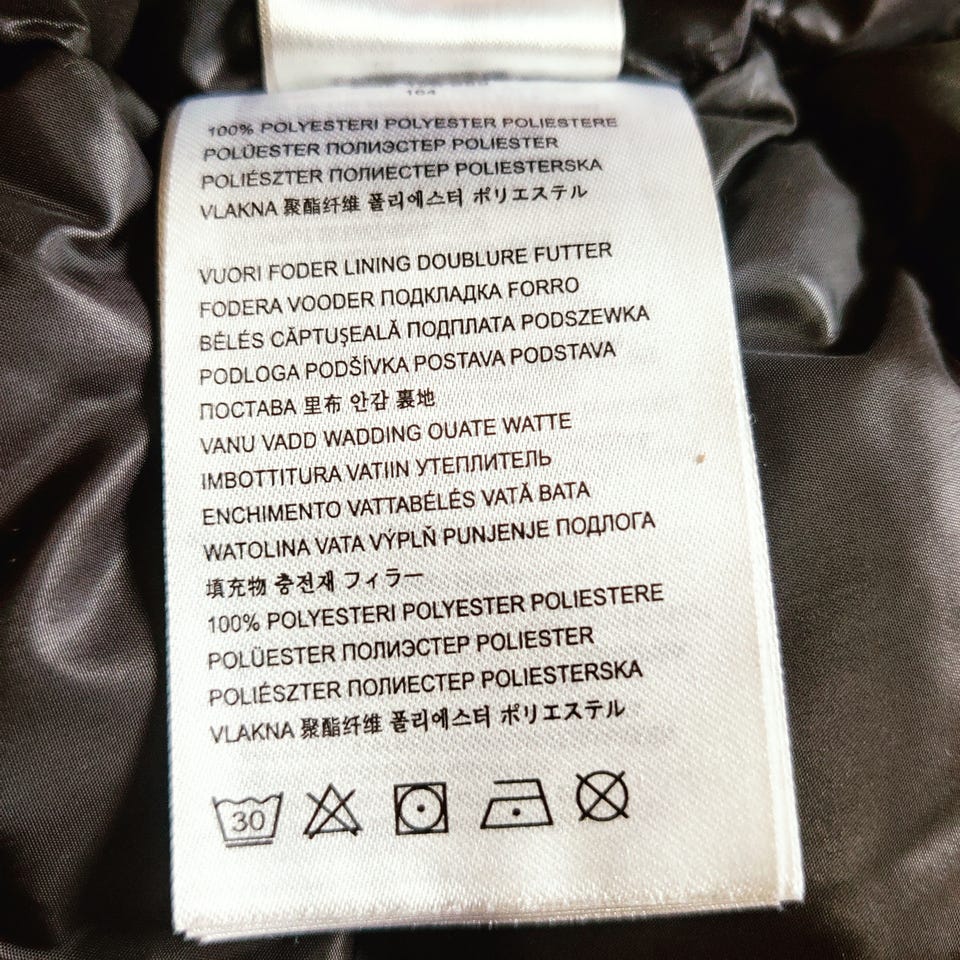 164
100% POLYESTERI POLYESTER POLIESTERE
POLÜESTER ПОЛИЭСТЕР POLIESTER
POLIÉSZTER ПОЛИЕСТЕР POLIESTERSKA
VLAKNA 聚酯纤维 폴리에스터 ポリエステル
VUORI FODER LINING DOUBLURE FUTTER
FODERA VOODER ПОДКЛАДКА FORRO
BÉLÉS CĂPTUŞEALĂ ПОДПЛАТА PODSZEWKA
PODLOGA PODŠÍVKA POSTAVA PODSTAVA
ПОСТАВА 里布 안감 裏地
VANU VADD WADDING OUATE WATTE
IMBOTTITURA VATIIN УТЕПЛИТЕЛЬ
ENCHIMENTO VATTABÉLÉS VATĂ BATA
WATOLINA VATA VÝPLŇ PUNJENJE ПОДЛОГА
填充物 충전재 フィラー
100% POLYESTERI POLYESTER POLIESTERE
POLÜESTER ПОЛИЭСТЕР POLIESTER
POLIÉSZTER ПОЛИЕСТЕР POLIESTERSKA
VLAKNA 聚酯纤维 폴리에스터 ポリエステル
30